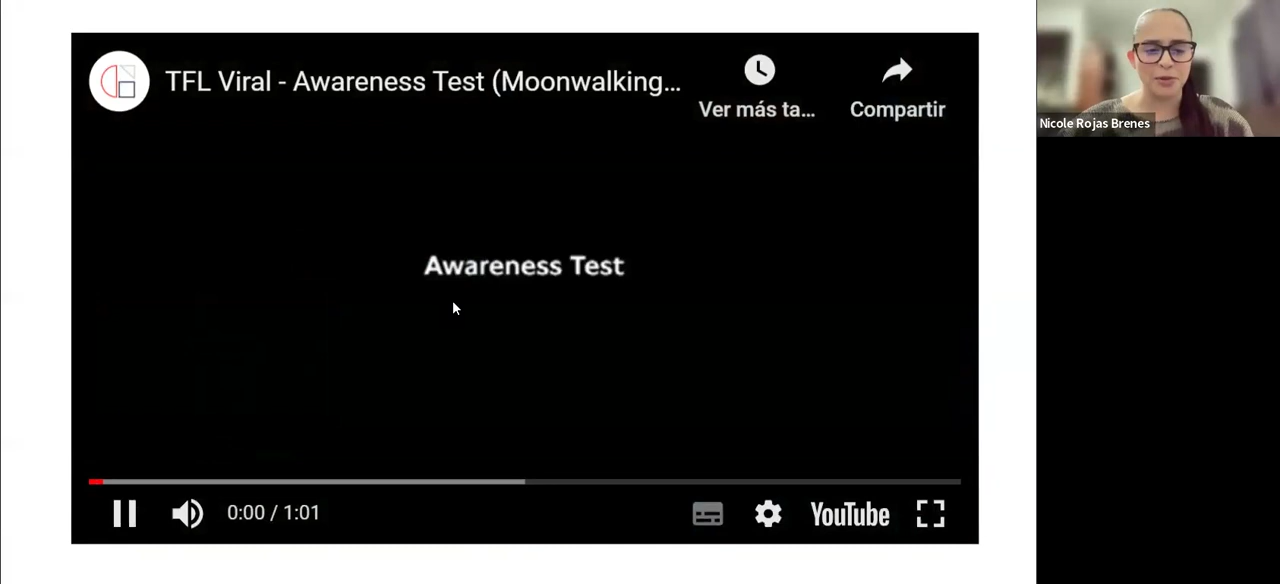 TFL Viral - Awareness Test (Moonwalking...
Ver más ta...
Compartir
Nicole Rojas Brenes
Awareness Test
0:00 / 1:01
YouTube